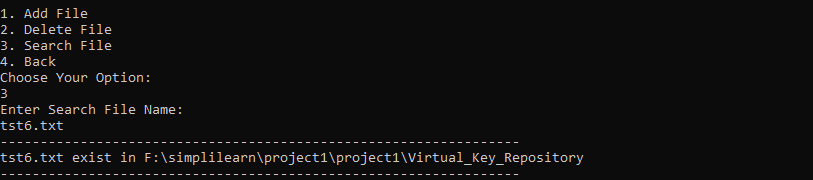 1. Add File
2. Delete File
3. Search File
4. Back
Choose Your Option:
3
Enter Search File Name:
tst6.txt
-----------------------------------------------------------------
tst6.txt exist in F:\simplilearn\project1\project1\Virtual_Key_Repository
-----------------------------------------------------------------